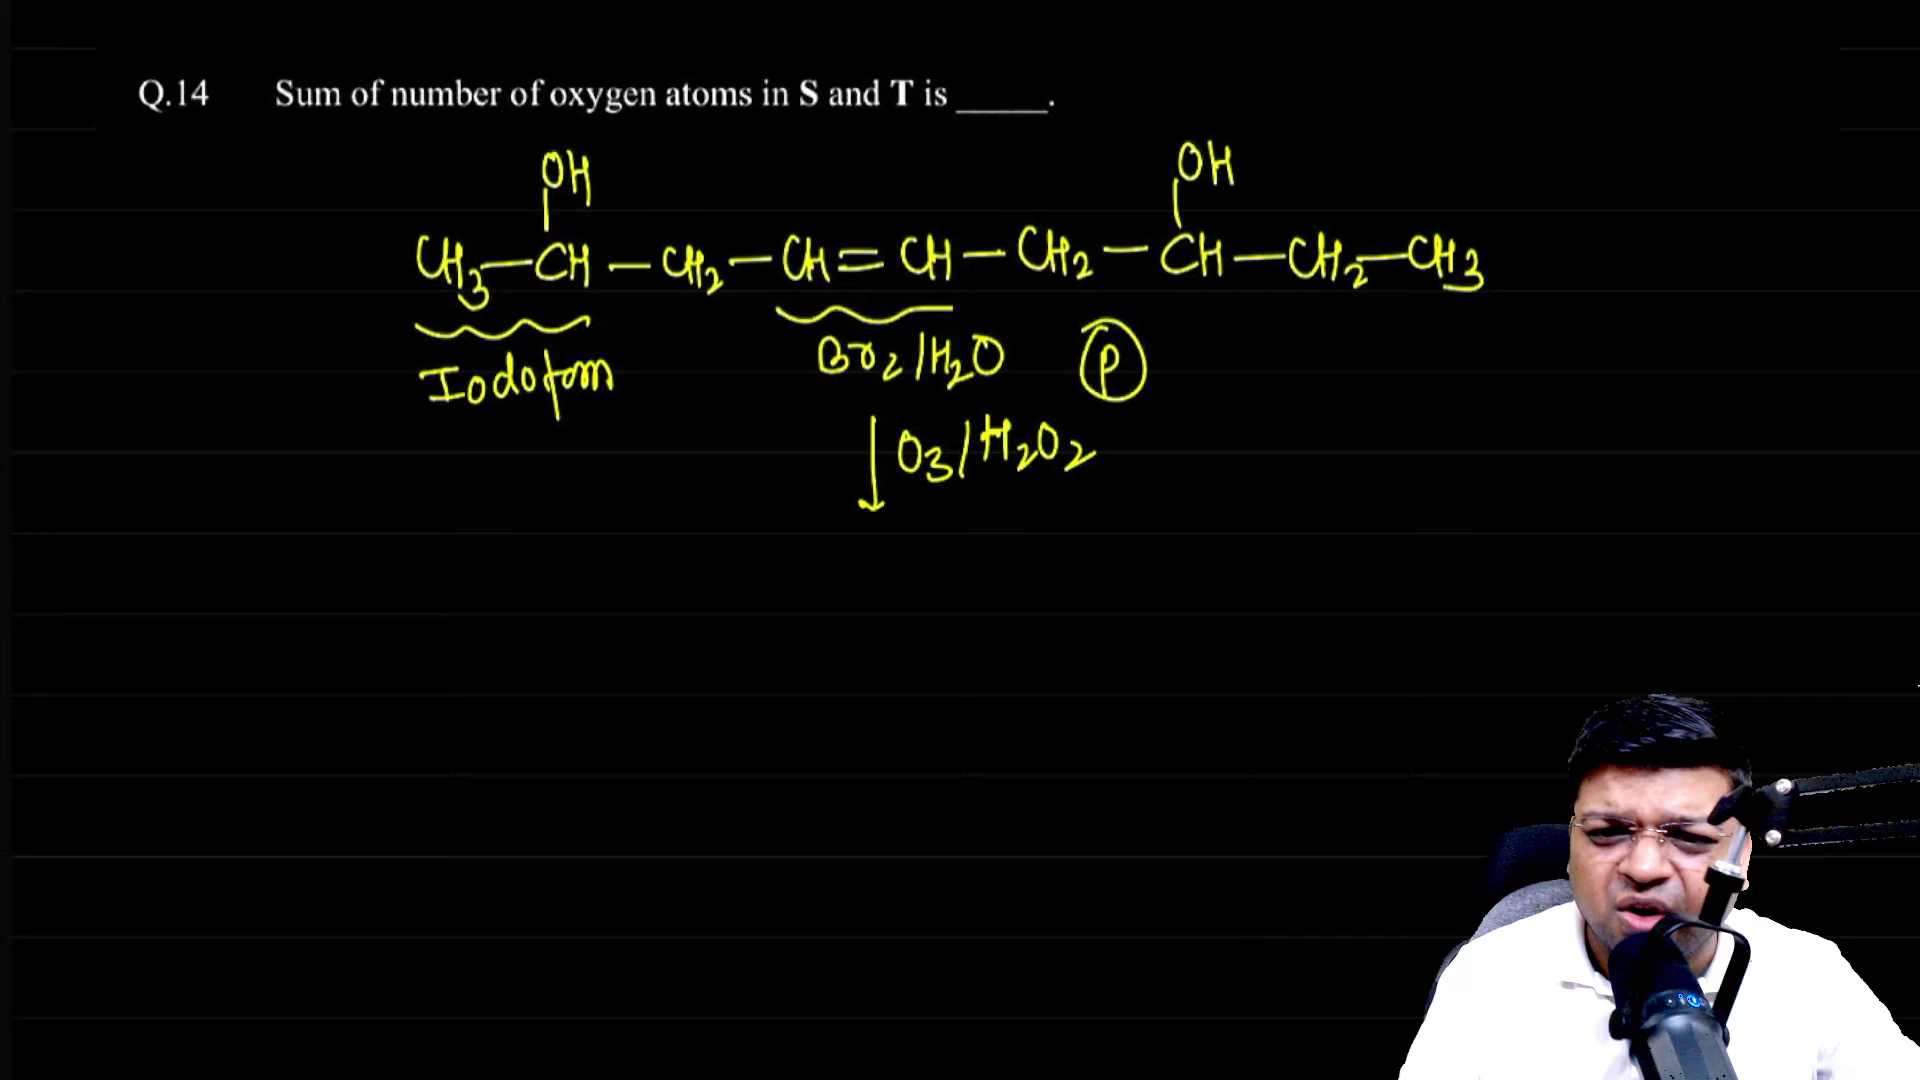 Q.14 Sum of number of oxygen atoms in S and T is _____.
OH OH
CH3—CH—CH2—CH=CH—CH2—CH—CH2—CH3
Iodoform Br2/H2O P
O3/H2O2